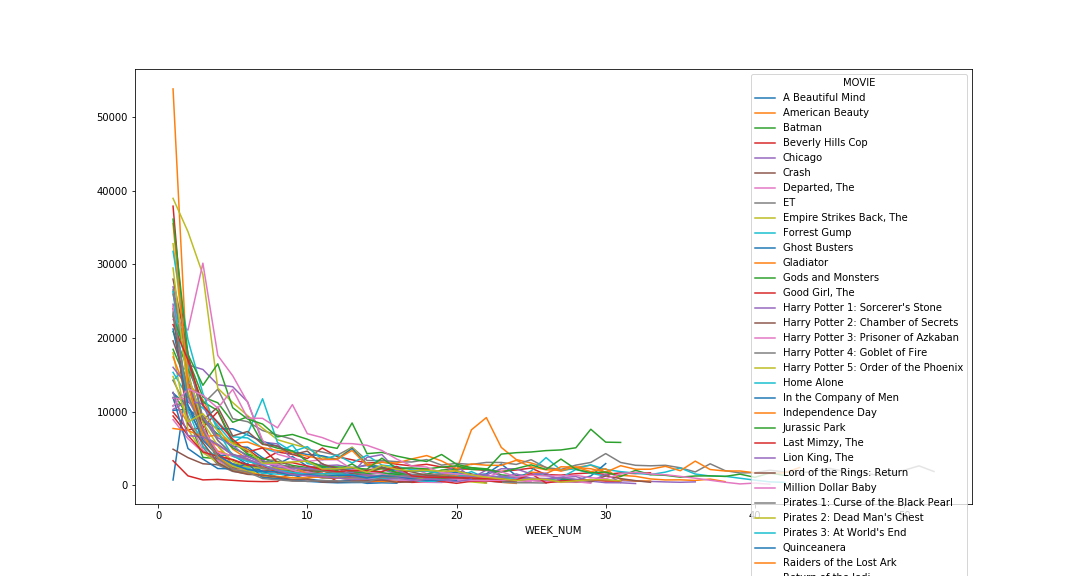 50000
40000
30000
20000
10000
0
0
10
20
30
40
WEEK_NUM
MOVIE
A Beautiful Mind
American Beauty
Batman
Beverly Hills Cop
Chicago
Crash
Departed, The
ET
Empire Strikes Back, The
Forrest Gump
Ghost Busters
Gladiator
Gods and Monsters
Good Girl, The
Harry Potter 1: Sorcerer's Stone
Harry Potter 2: Chamber of Secrets
Harry Potter 3: Prisoner of Azkaban
Harry Potter 4: Goblet of Fire
Harry Potter 5: Order of the Phoenix
Home Alone
In the Company of Men
Independence Day
Jurassic Park
Last Mimzy, The
Lion King, The
Lord of the Rings: Return
Million Dollar Baby
Pirates 1: Curse of the Black Pearl
Pirates 2: Dead Man's Chest
Pirates 3: At World's End
Quinceanera
Raiders of the Lost Ark